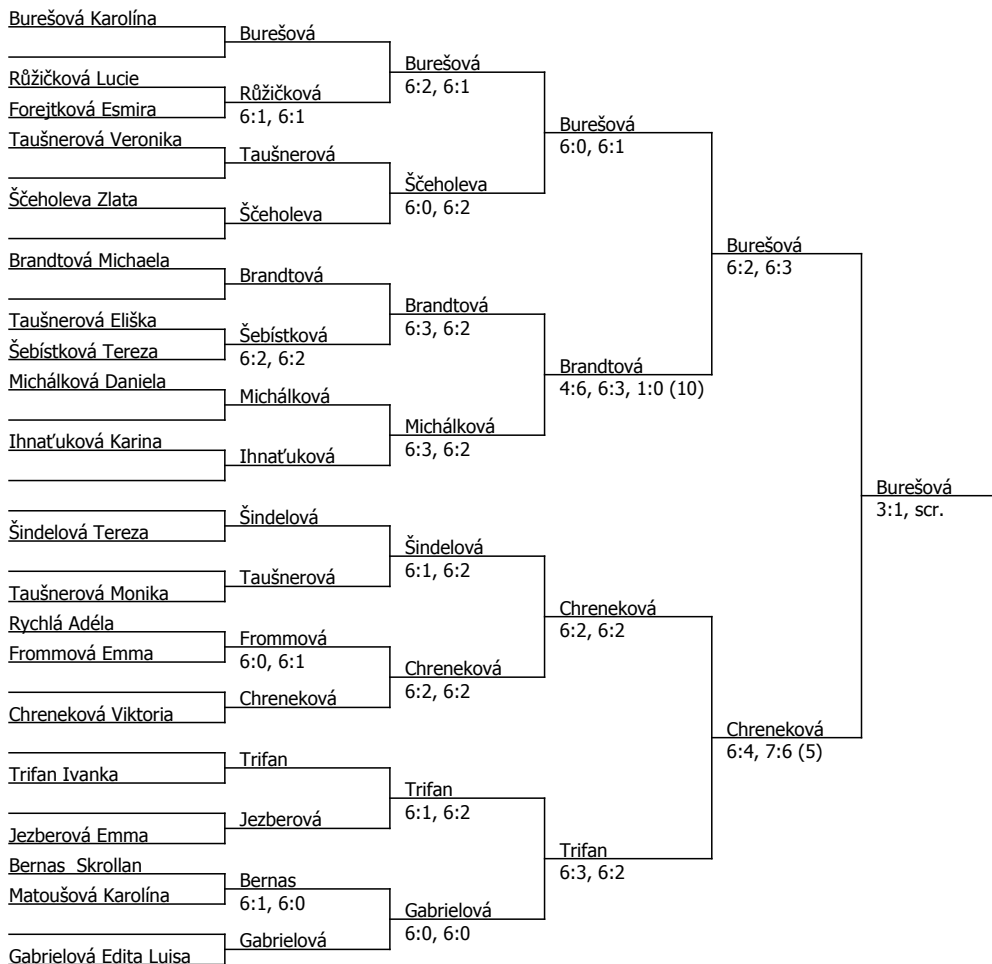 Burešová Karolína
Růžičková Lucie
Forejtková Esmira
Taušnerová Veronika
Ščeholeva Zlata
Brandtová Michaela
Taušnerová Eliška
Šebístková Tereza
Michálková Daniela
Ihnaťuková Karina
Šindelová Tereza
Taušnerová Monika
Rychlá Adéla
Frommová Emma
Chreneková Viktoria
Trifan Ivanka
Jezberová Emma
Bernas  Skrollan
Matoušová Karolína
Gabrielová Edita Luisa
Burešová
Růžičková
6:1, 6:1
Taušnerová
Ščeholeva
Brandtová
Šebístková
6:2, 6:2
Michálková
Ihnaťuková
Šindelová
Taušnerová
Frommová
6:0, 6:1
Chreneková
Trifan
Jezberová
Bernas
6:1, 6:0
Gabrielová
Burešová
6:2, 6:1
Ščeholeva
6:0, 6:2
Brandtová
6:3, 6:2
Michálková
6:3, 6:2
Šindelová
6:1, 6:2
Chreneková
6:2, 6:2
Trifan
6:1, 6:2
Gabrielová
6:0, 6:0
Burešová
6:0, 6:1
Brandtová
4:6, 6:3, 1:0 (10)
Chreneková
6:2, 6:2
Trifan
6:3, 6:2
Burešová
6:2, 6:3
Chreneková
6:4, 7:6 (5)
Burešová
3:1, scr.